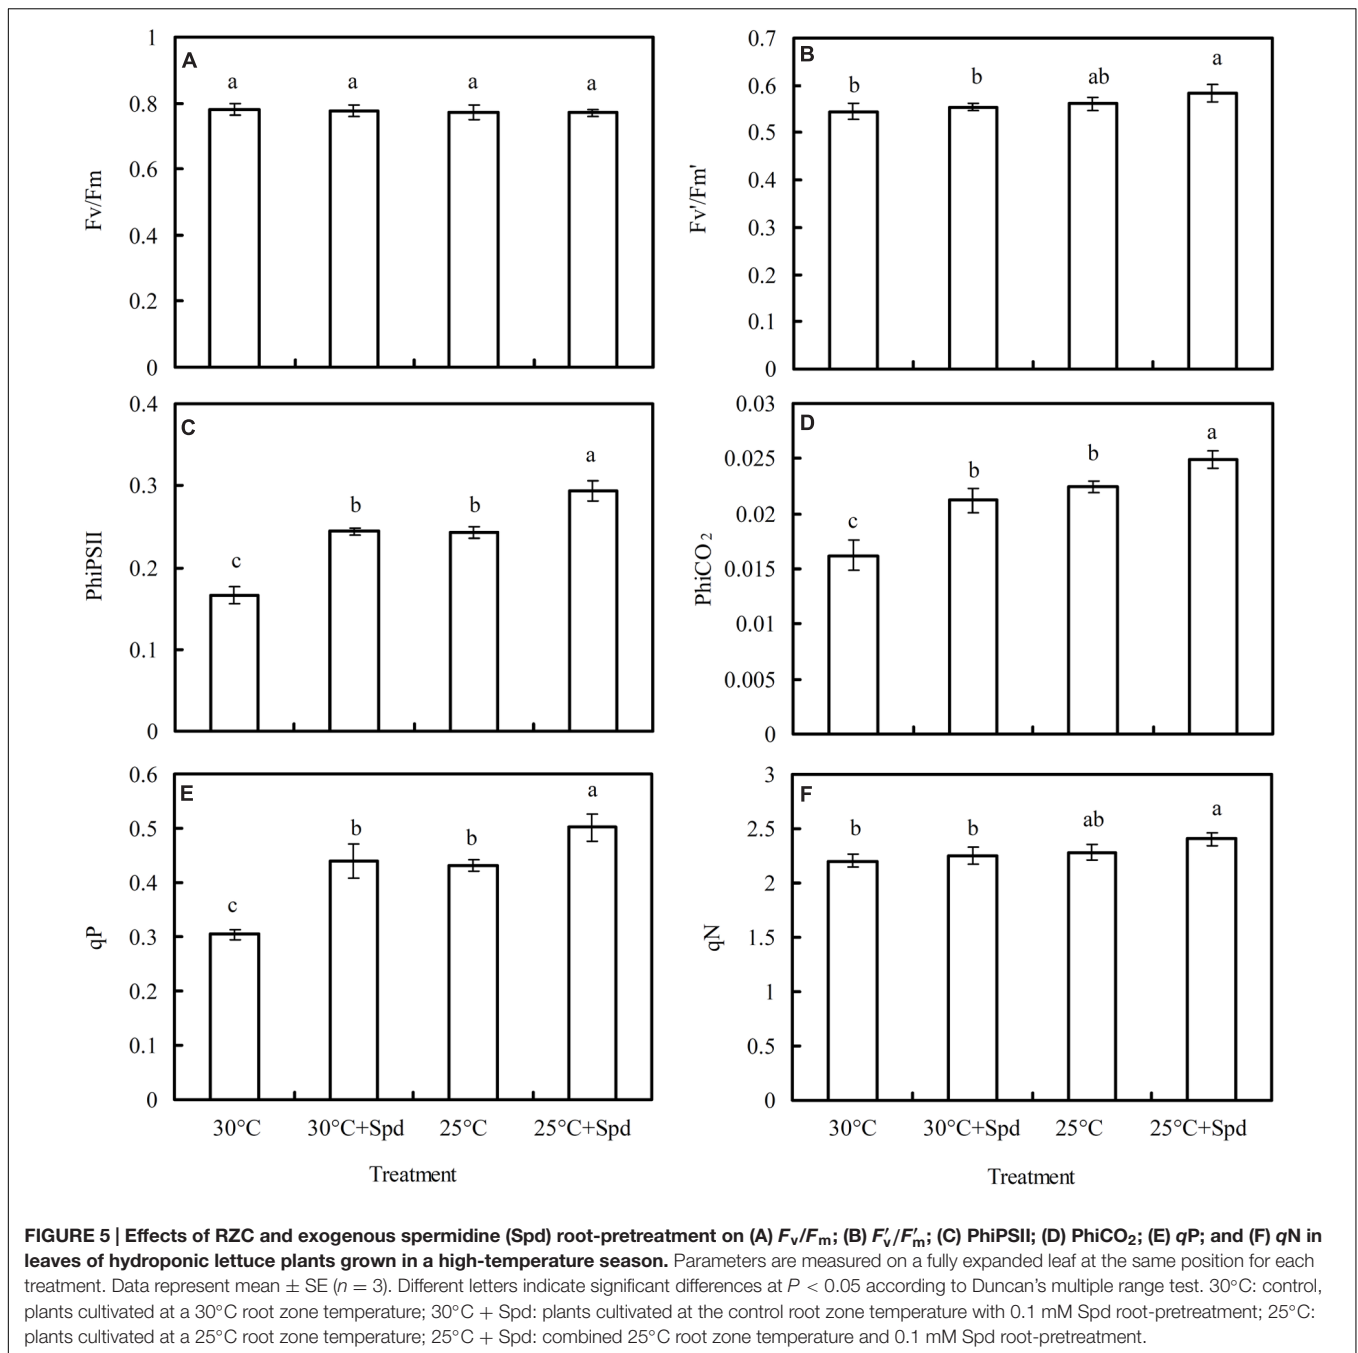 A
a a a a
1
0.8
0.6
0.4
0.2
0
Fv/Fm
B
b b ab a
0.7
0.6
0.5
0.4
0.3
0.2
0.1
0
Fv'/Fm'
C
c b b a
0.4
0.3
0.2
0.1
0
PhiPSII
D
c b b a
0.03
0.025
0.02
0.015
0.01
0.005
0
PhiCO₂
E
c b b a
0.6
0.5
0.4
0.3
0.2
0.1
0
qP
30°C 30°C+Spd 25°C 25°C+Spd
Treatment
F
b b ab a
3
2.5
2
1.5
1
0.5
0
qN
30°C 30°C+Spd 25°C 25°C+Spd
Treatment
FIGURE 5 | Effects of RZC and exogenous spermidine (Spd) root-pretreatment on (A) Fv/Fm; (B) F′v/F′m; (C) PhiPSII; (D) PhiCO₂; (E) qP; and (F) qN in
leaves of hydroponic lettuce plants grown in a high-temperature season. Parameters are measured on a fully expanded leaf at the same position for each
treatment. Data represent mean ± SE (n = 3). Different letters indicate significant differences at P < 0.05 according to Duncan's multiple range test. 30°C: control,
plants cultivated at a 30°C root zone temperature; 30°C + Spd: plants cultivated at the control root zone temperature with 0.1 mM Spd root-pretreatment; 25°C:
plants cultivated at a 25°C root zone temperature; 25°C + Spd: combined 25°C root zone temperature and 0.1 mM Spd root-pretreatment.